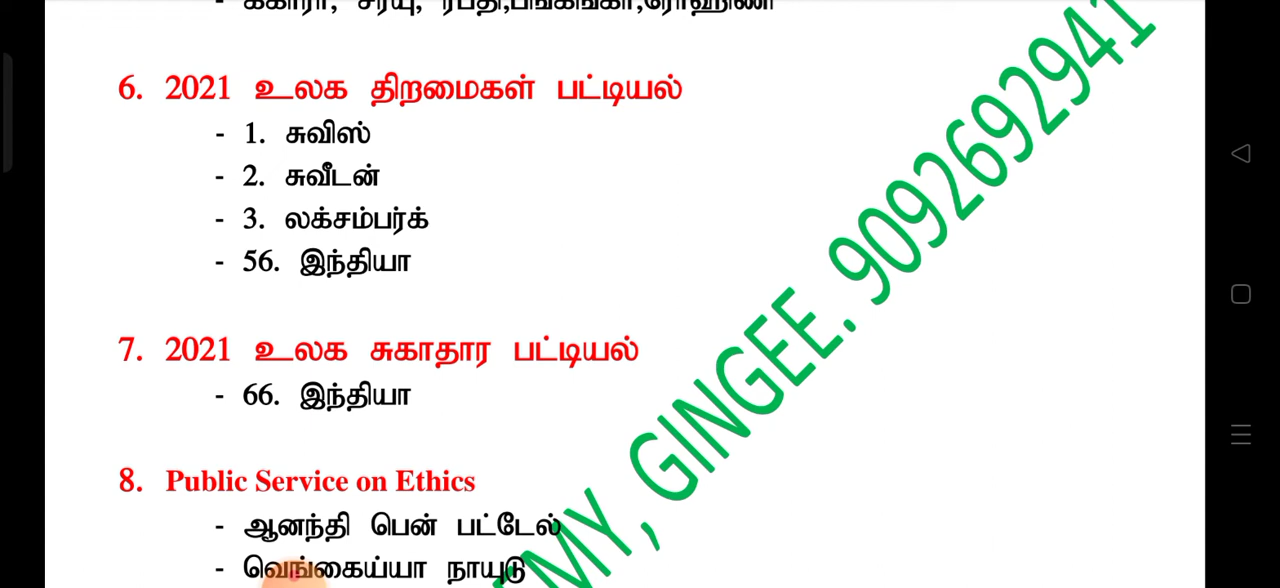 6. 2021 உலக திறமைகள் பட்டியல்
- 1. சுவிஸ்
- 2. சுவீடன்
- 3. லக்சம்பர்க்
- 56. இந்தியா
7. 2021 உலக சுகாதார பட்டியல்
- 66. இந்தியா
8. Public Service on Ethics
- ஆனந்தி பென் பட்டேல்
- வெங்கைய்யா நாயுடு
MY, GINGEE. 9092692941